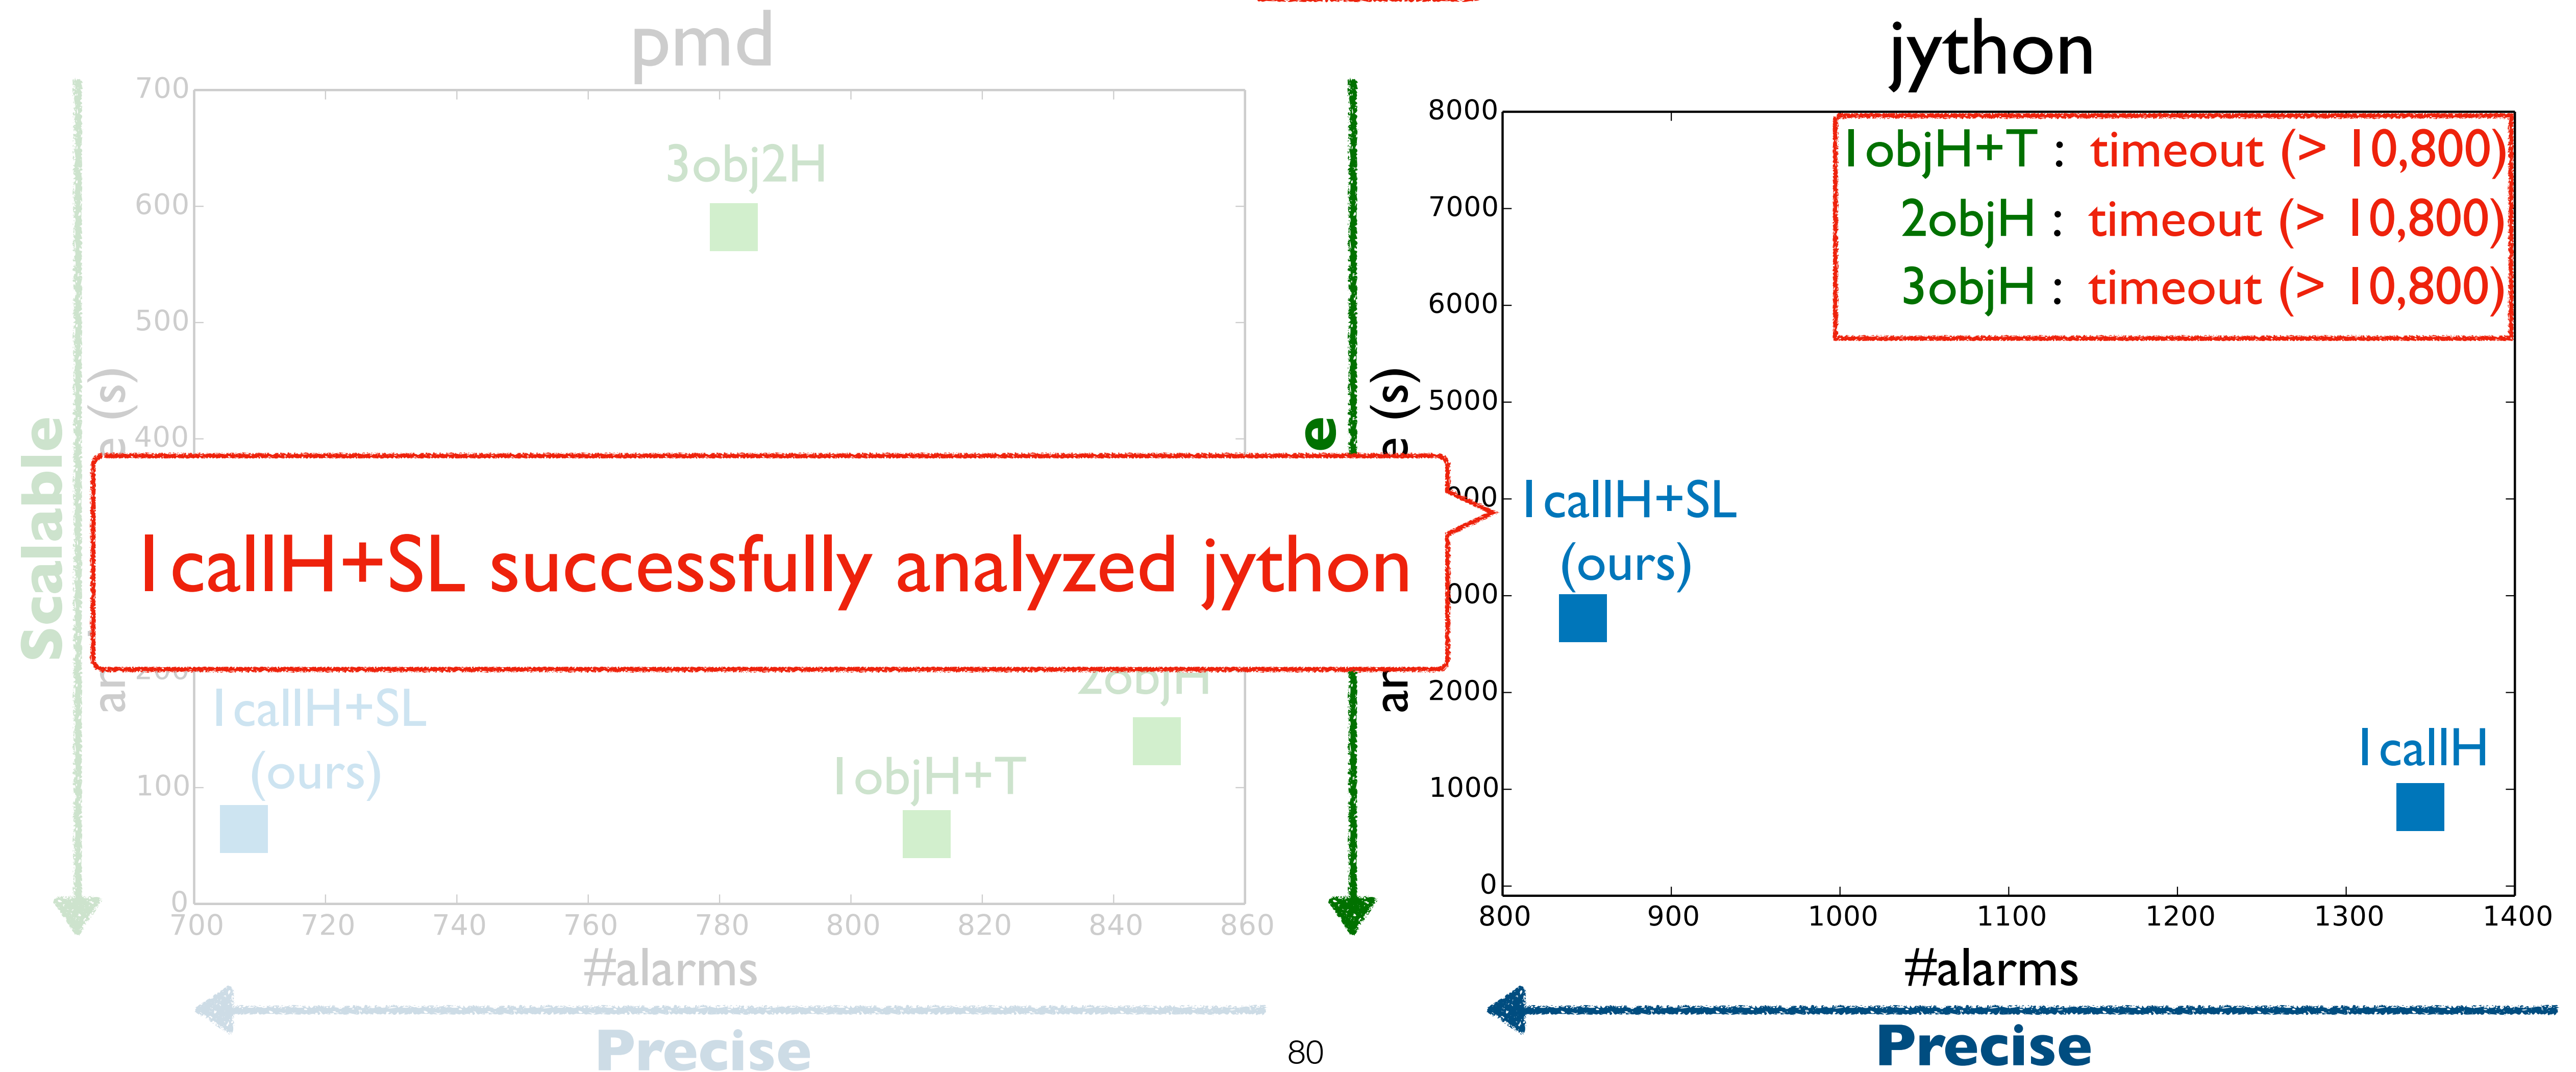 pmd
700
600
500
400
200
100
0
700 720 740 760 780 800 820 840 860
3obj2H
2objH
1objH+T
1callH+SL
(ours)
Scalable
#alarms
Precise
1callH+SL successfully analyzed jython
jython
8000
7000
6000
5000
2000
1000
0
800 900 1000 1100 1200 1300 1400
(s)
1objH+T : timeout (> 10,800)
2objH : timeout (> 10,800)
3objH : timeout (> 10,800)
1callH+SL
(ours)
1callH
#alarms
Precise
80